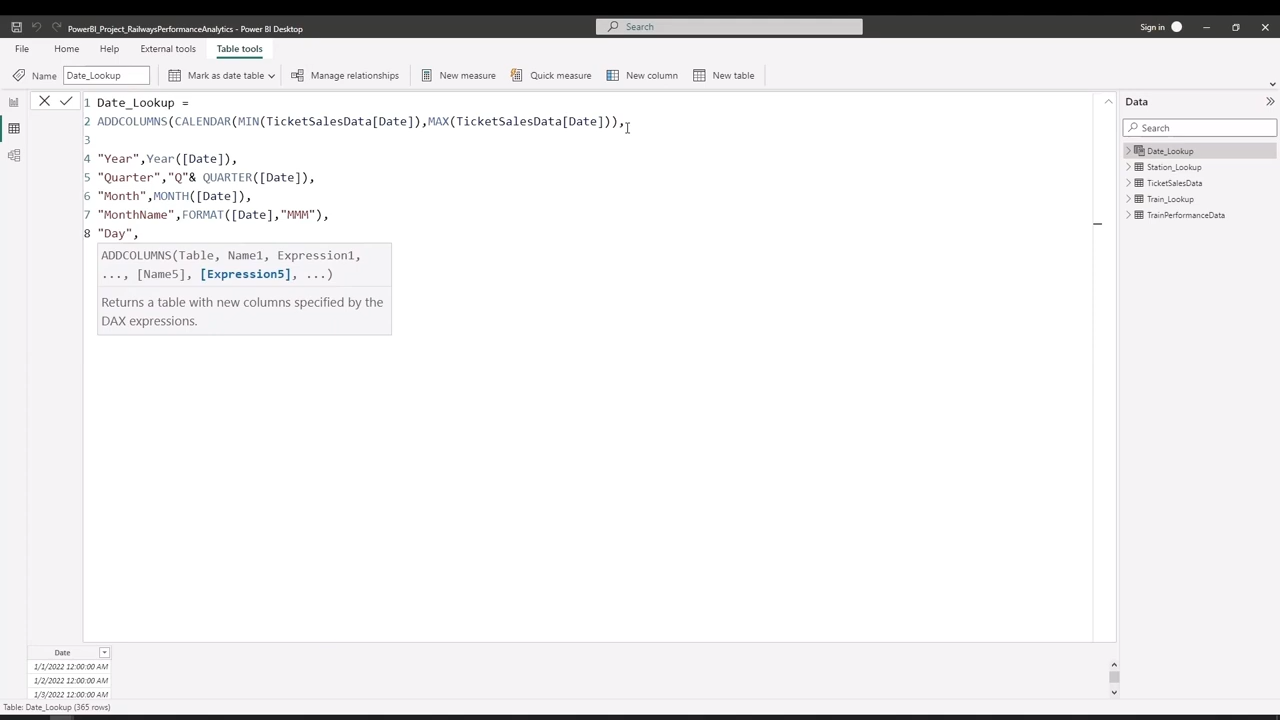 PowerBI_Project_RailwaysPerformanceAnalytics - Power BI Desktop
Search
Sign in
File
Home
Help
External tools
Table tools
Name
Date_Lookup
Mark as date table
Manage relationships
New measure
Quick measure
New column
New table
1 Date_Lookup =
2 ADDCOLUMNS(CALENDAR(MIN(TicketSalesData[Date]),MAX(TicketSalesData[Date])),
3
4 "Year",Year([Date]),
5 "Quarter","Q"& QUARTER([Date]),
6 "Month",MONTH([Date]),
7 "MonthName",FORMAT([Date],"MMM"),
8 "Day",
ADDCOLUMNS(Table, Name1, Expression1,
..., [Name5], [Expression5], ...)
Returns a table with new columns specified by the
DAX expressions.
Data
Search
Date_Lookup
Station_Lookup
TicketSalesData
Train_Lookup
TrainPerformanceData
Date
1/1/2022 12:00:00 AM
1/2/2022 12:00:00 AM
1/3/2022 12:00:00 AM
Table: Date_Lookup (365 rows)